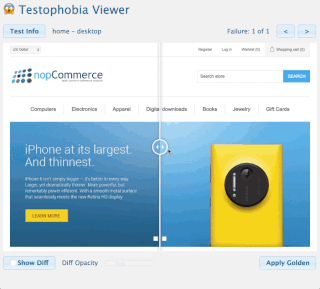 Testophobia Viewer
Test Info
home - desktop
Failure: 1 of 1
<
>
US Dollar
Register
Log in
Wishlist (0)
Shopping cart (0)
nopCommerce
Search store
SEARCH
Computers
Electronics
Apparel
Digital downloads
Books
Jewelry
Gift Cards
iPhone at its largest.
And thinnest.
iPhone 6 isn't simply bigger - it's better in every way.
Larger, yet dramatically thinner. More powerful, but
remarkably power efficient. With a smooth metal surface
that seamlessly meets the new Retina HD display.
LEARN MORE
Show Diff
Diff Opacity
Apply Golden